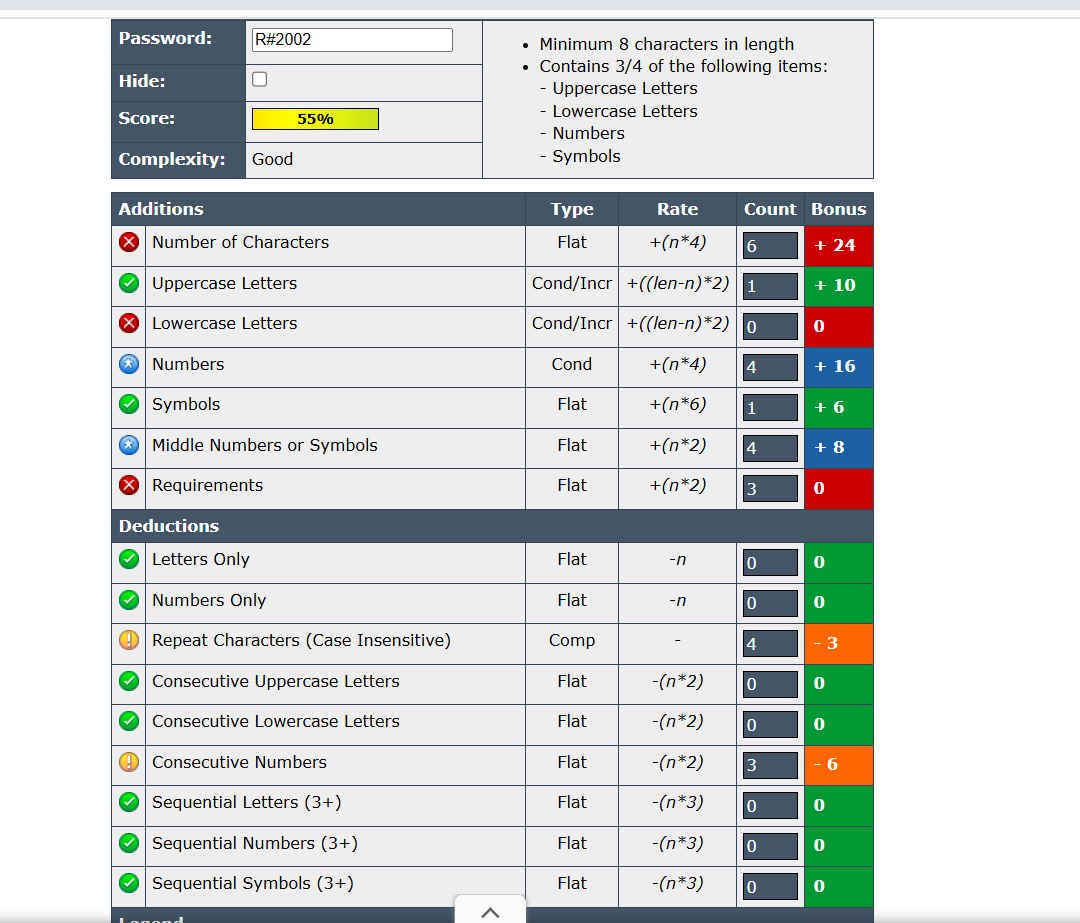 Password: R#2002
Hide:
Score: 55%
Complexity: Good
• Minimum 8 characters in length
• Contains 3/4 of the following items:
- Uppercase Letters
- Lowercase Letters
- Numbers
- Symbols
Additions Type Rate Count Bonus
Number of Characters Flat +(n*4) 6 + 24
Uppercase Letters Cond/Incr +((len-n)*2) 1 + 10
Lowercase Letters Cond/Incr +((len-n)*2) 0 0
Numbers Cond +(n*4) 4 + 16
Symbols Flat +(n*6) 1 + 6
Middle Numbers or Symbols Flat +(n*2) 4 + 8
Requirements Flat +(n*2) 3 0
Deductions
Letters Only Flat -n 0 0
Numbers Only Flat -n 0 0
Repeat Characters (Case Insensitive) Comp - 4 - 3
Consecutive Uppercase Letters Flat -(n*2) 0 0
Consecutive Lowercase Letters Flat -(n*2) 0 0
Consecutive Numbers Flat -(n*2) 3 - 6
Sequential Letters (3+) Flat -(n*3) 0 0
Sequential Numbers (3+) Flat -(n*3) 0 0
Sequential Symbols (3+) Flat -(n*3) 0 0
Legend